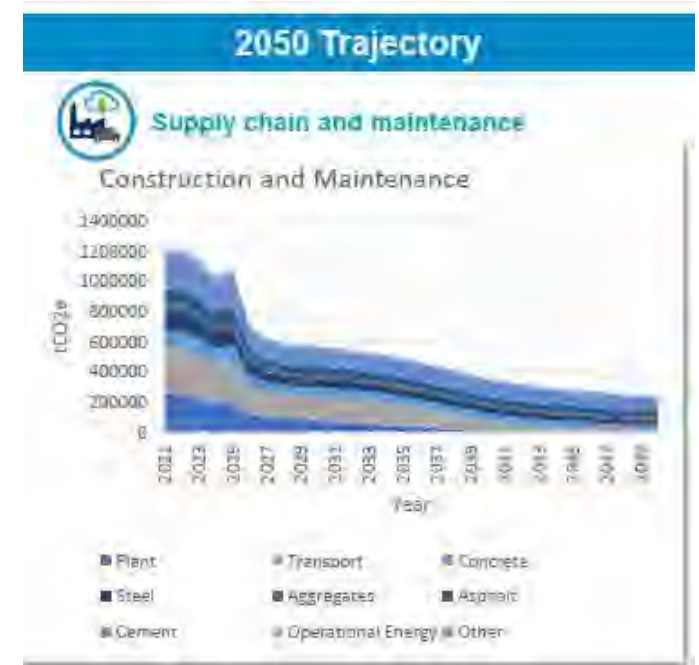 2050 Trajectory
Supply chain and maintenance
Construction and Maintenance
1400000
1200000
1000000
800000
600000
400000
200000
0
tCO2e
2021
2023
2025
2027
2029
2031
2033
2035
2037
2039
2041
2043
2045
2047
2049
Year
Plant
Transport
Concrete
Steel
Aggregates
Asphalt
Cement
Operational Energy
Other